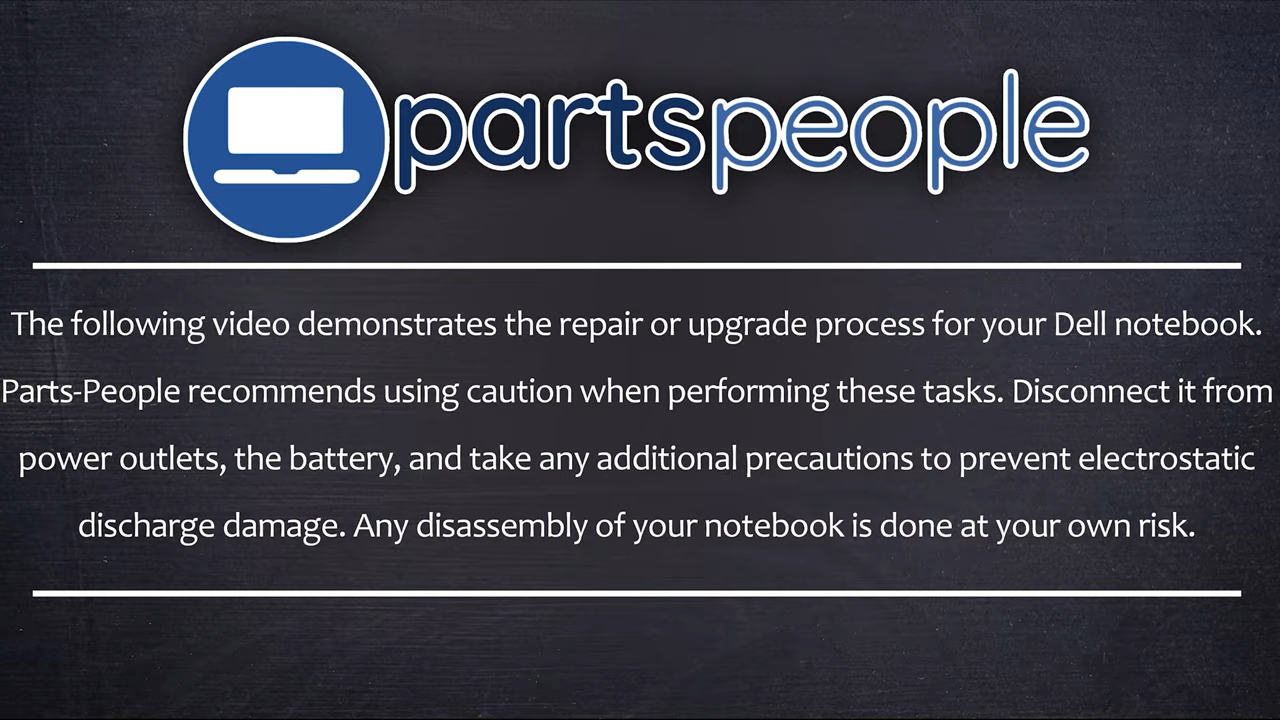 partspeople
The following video demonstrates the repair or upgrade process for your Dell notebook.
Parts-People recommends using caution when performing these tasks. Disconnect it from
power outlets, the battery, and take any additional precautions to prevent electrostatic
discharge damage. Any disassembly of your notebook is done at your own risk.